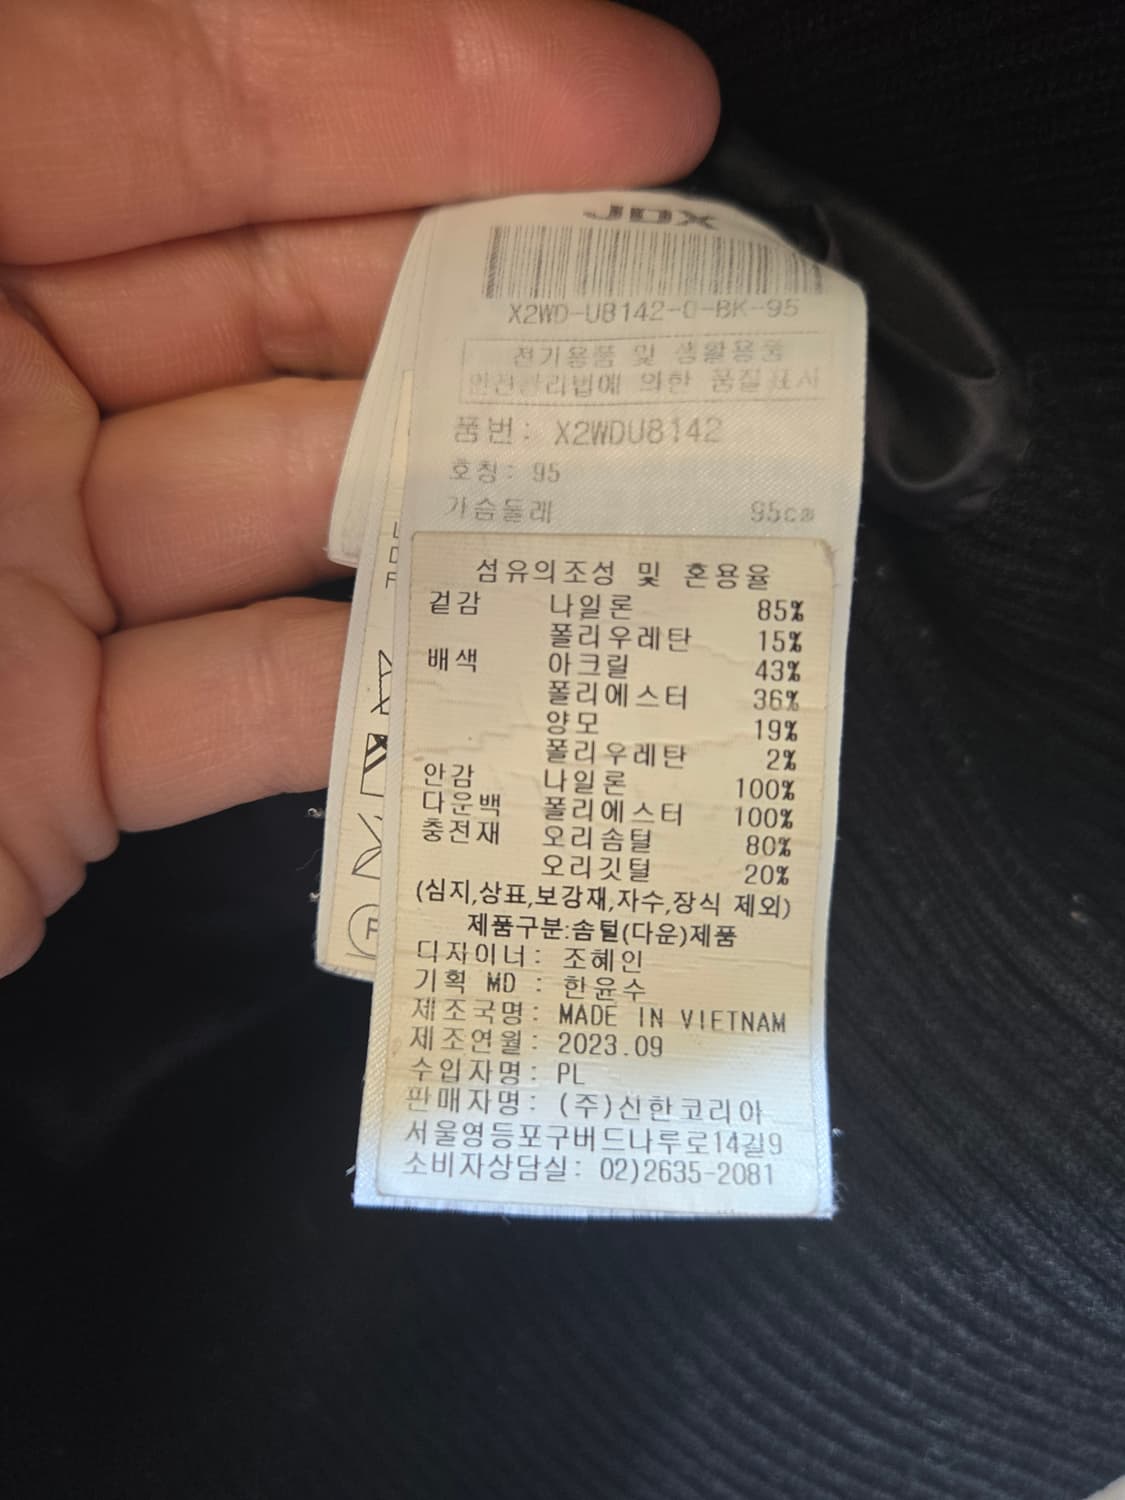 JDX
X2WD-U8142-0-BK-95
전기용품 및 생활용품
안전관리법에 의한 품질표시
품번: X2WDU8142
호칭: 95
가슴둘레 95cm
섬유의조성 및 혼용율
겉감 나일론 85%
폴리우레탄 15%
배색 아크릴 43%
폴리에스터 36%
양모 19%
폴리우레탄 2%
안감 나일론 100%
다운백 폴리에스터 100%
충전재 오리솜털 80%
오리깃털 20%
(심지,상표,보강재,자수,장식 제외)
제품구분:솜털(다운)제품
디자이너: 조혜인
기획 MD : 한윤수
제조국명: MADE IN VIETNAM
제조연월: 2023.09
수입자명: PL
판매자명: (주)신한코리아
서울영등포구버드나루로14길9
소비자상담실: 02)2635-2081